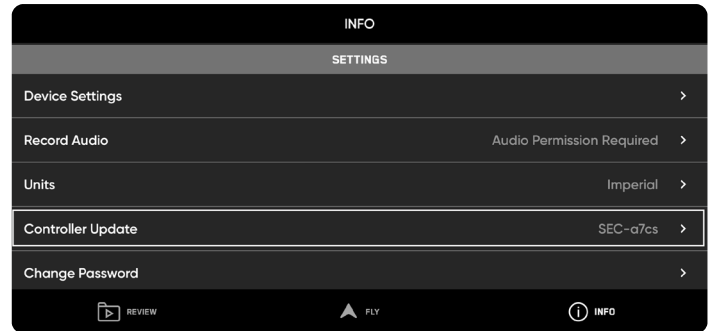 INFO
SETTINGS
Device Settings
Record Audio Audio Permission Required
Units Imperial
Controller Update SEC-a7cs
Change Password
REVIEW FLY INFO